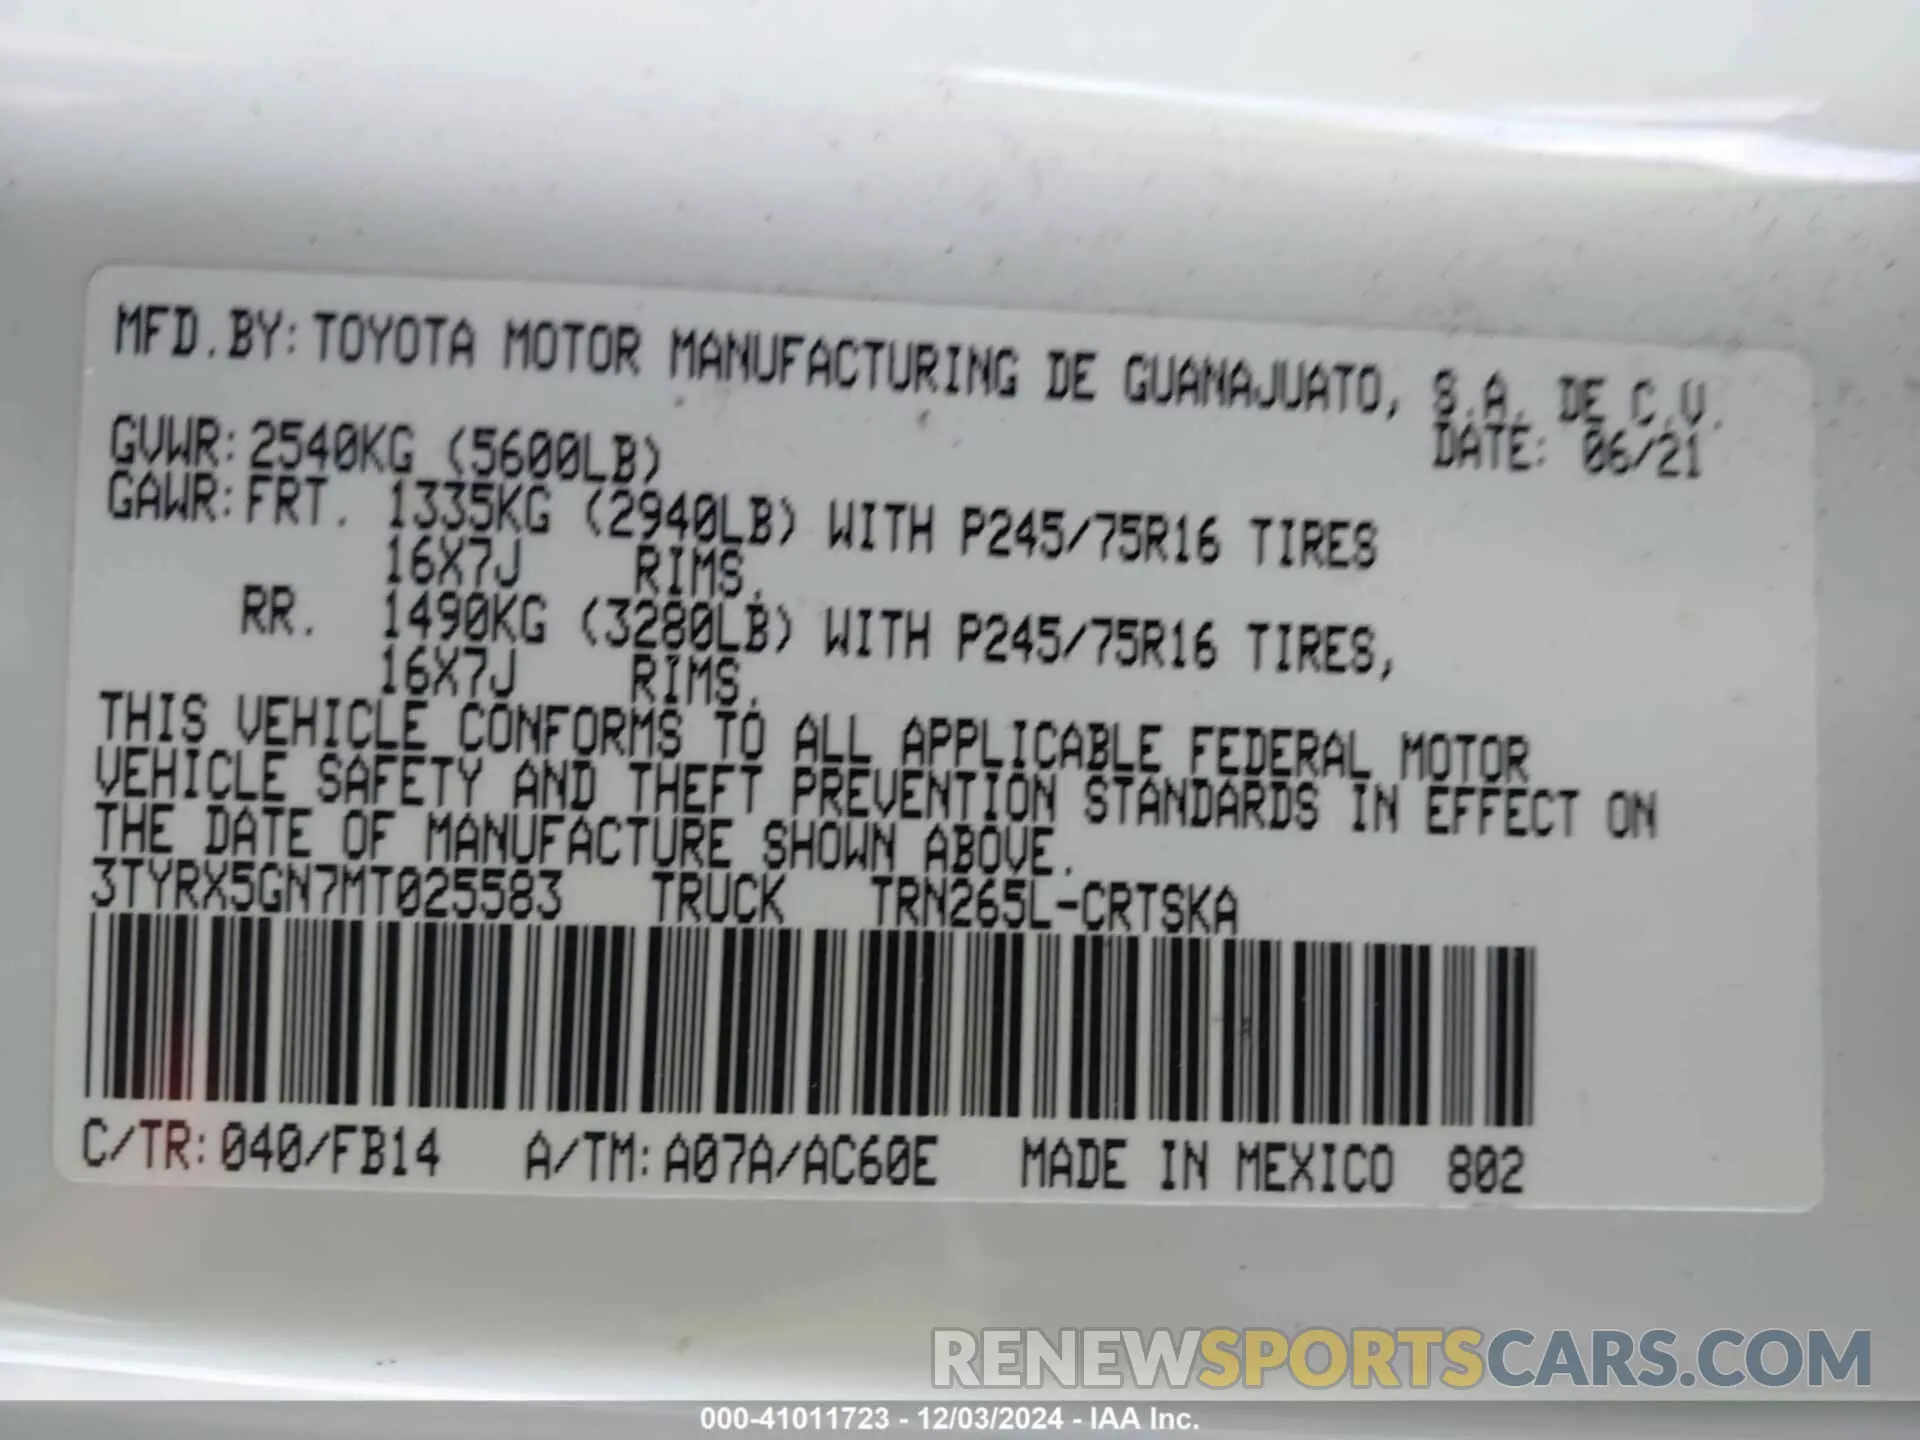 MFD.BY: TOYOTA MOTOR MANUFACTURING DE GUANAJUATO, S.A. DE C.V.
GVWR: 2540KG (5600LB) DATE: 06/21
GAWR: FRT. 1335KG (2940LB) WITH P245/75R16 TIRES
16X7J RIMS.
RR. 1490KG (3280LB) WITH P245/75R16 TIRES,
16X7J RIMS.
THIS VEHICLE CONFORMS TO ALL APPLICABLE FEDERAL MOTOR
VEHICLE SAFETY AND THEFT PREVENTION STANDARDS IN EFFECT ON
THE DATE OF MANUFACTURE SHOWN ABOVE.
3TYRX5GN7MT025583 TRUCK TRN265L-CRTSKA
C/TR: 040/FB14 A/TM: A07A/AC60E MADE IN MEXICO 802
RENEWSPORTSCARS.COM
000-41011723 - 12/03/2024 - IAA Inc.